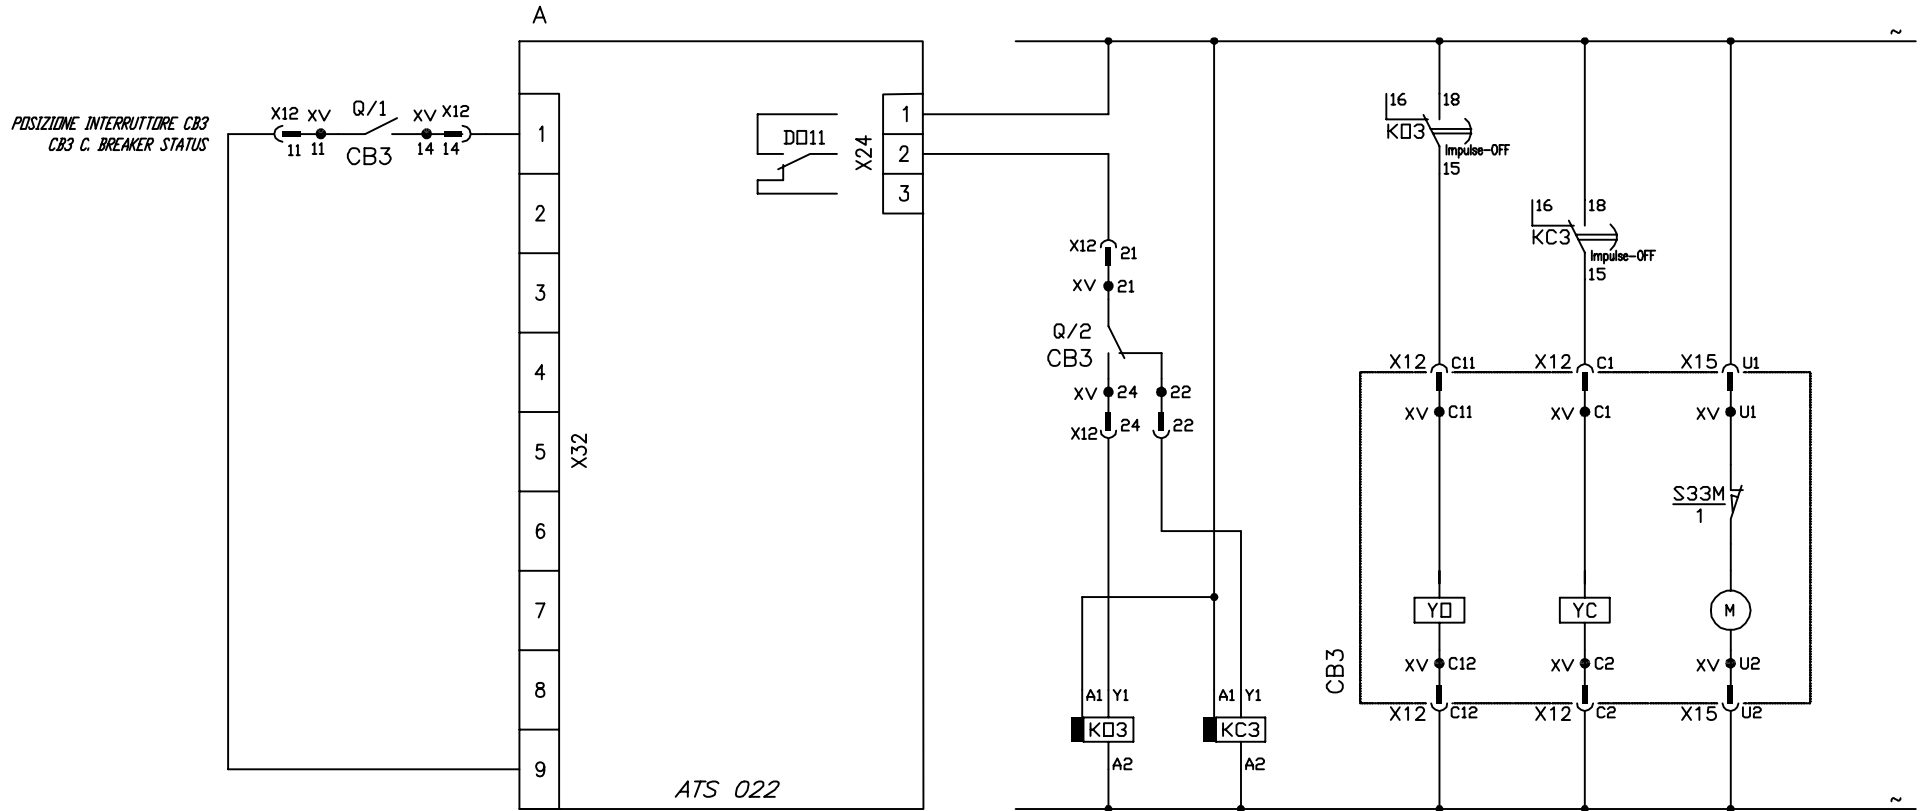 A
~
POSIZIONE INTERRUTTORE CB3
CB3 C. BREAKER STATUS
X12 XV Q/1 XV X12
11 11 CB3 14 14
1
2
3
4
5
6
7
8
9
X32
DO11
X24
1
2
3
ATS 022
X12 21
XV 21
Q/2
CB3
XV 24 22
X12 24 22
A1 Y1
KO3
A2
A1 Y1
KC3
A2
16 18
KO3
Impulse-OFF
15
16 18
KC3
Impulse-OFF
15
X12 C11 X12 C1 X15 U1
XV C11 XV C1 XV U1
S33M
1
YO YC M
CB3
XV C12 XV C2 XV U2
X12 C12 X12 C2 X15 U2
~